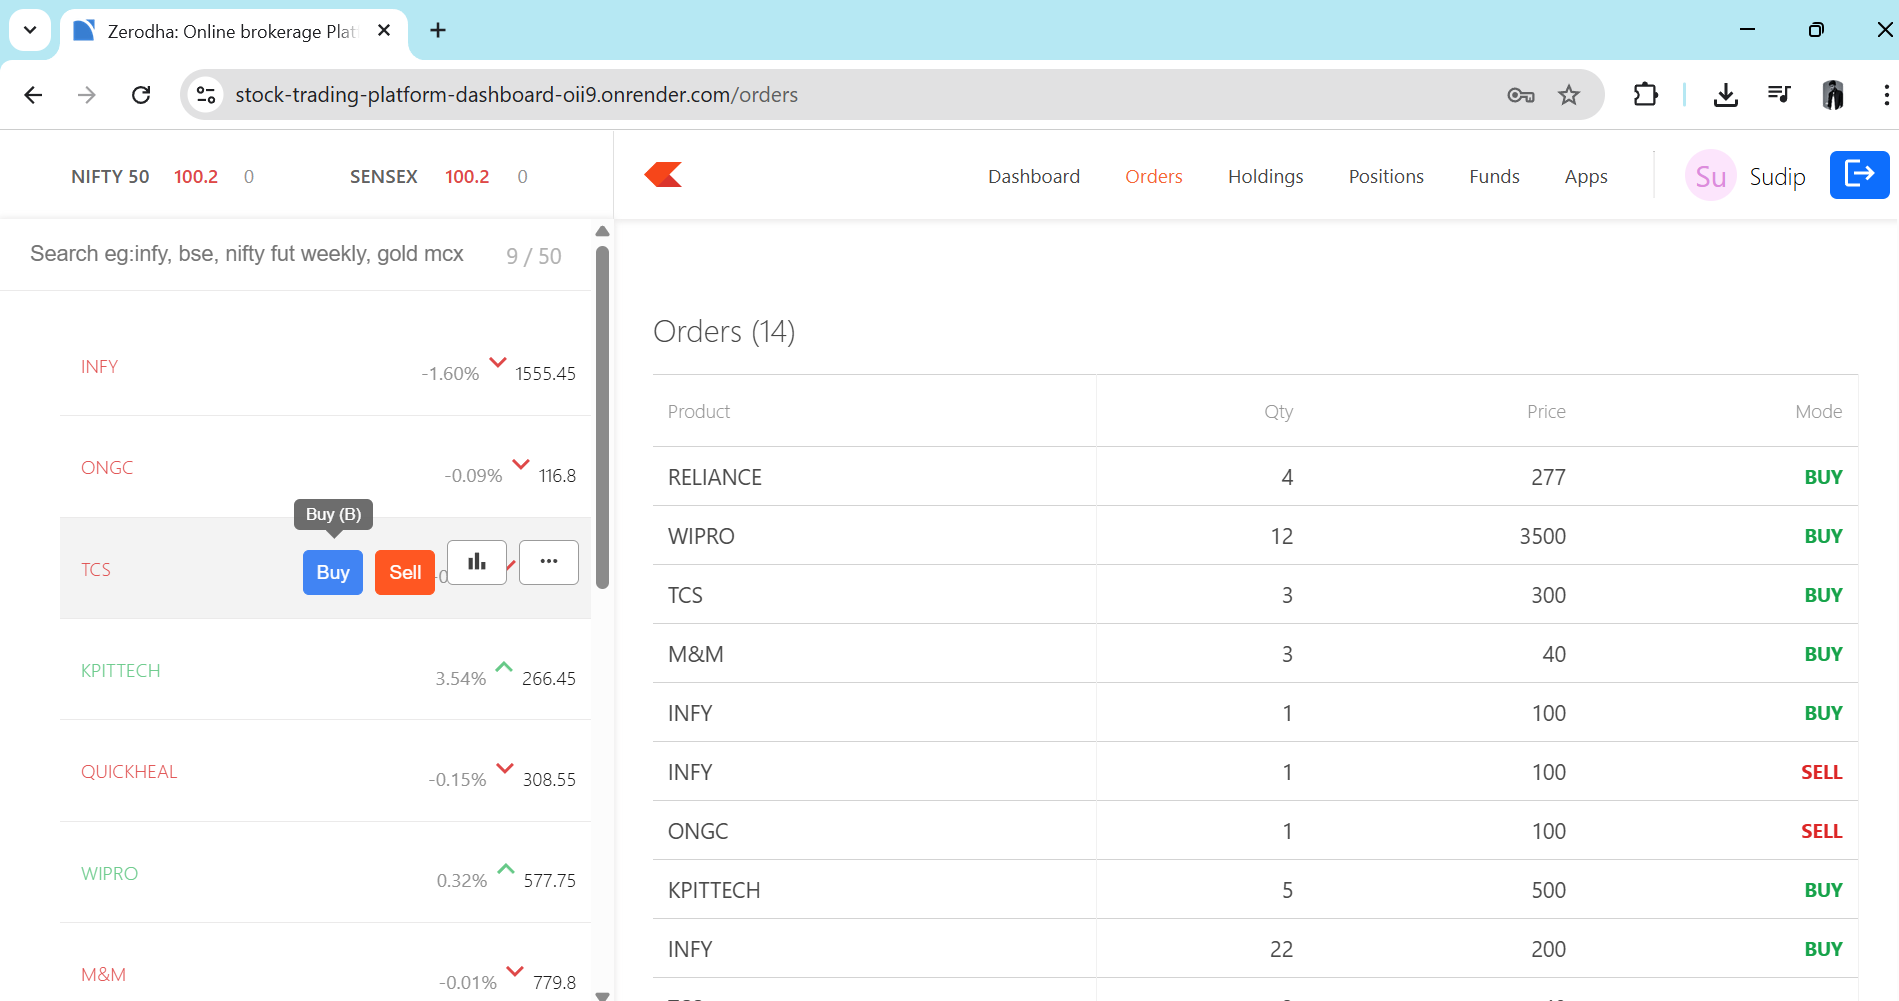 Zerodha: Online brokerage Plat
stock-trading-platform-dashboard-oii9.onrender.com/orders
NIFTY 50 100.2 0 SENSEX 100.2 0
Dashboard Orders Holdings Positions Funds Apps Su Sudip
Search eg:infy, bse, nifty fut weekly, gold mcx 9 / 50
INFY -1.60% 1555.45
ONGC -0.09% 116.8
Buy (B)
TCS Buy Sell -0
KPITTECH 3.54% 266.45
QUICKHEAL -0.15% 308.55
WIPRO 0.32% 577.75
M&M -0.01% 779.8
Orders (14)
Product Qty Price Mode
RELIANCE 4 277 BUY
WIPRO 12 3500 BUY
TCS 3 300 BUY
M&M 3 40 BUY
INFY 1 100 BUY
INFY 1 100 SELL
ONGC 1 100 SELL
KPITTECH 5 500 BUY
INFY 22 200 BUY